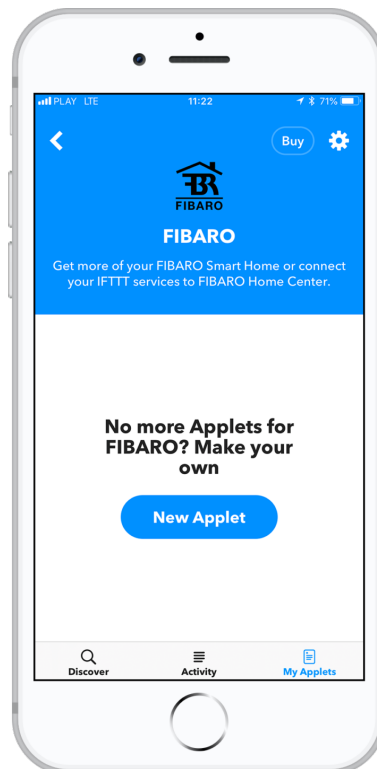 PLAY LTE 11:22 71%
Buy
FIBARO
FIBARO
Get more of your FIBARO Smart Home or connect
your IFTTT services to FIBARO Home Center.
No more Applets for
FIBARO? Make your
own
New Applet
Discover Activity My Applets